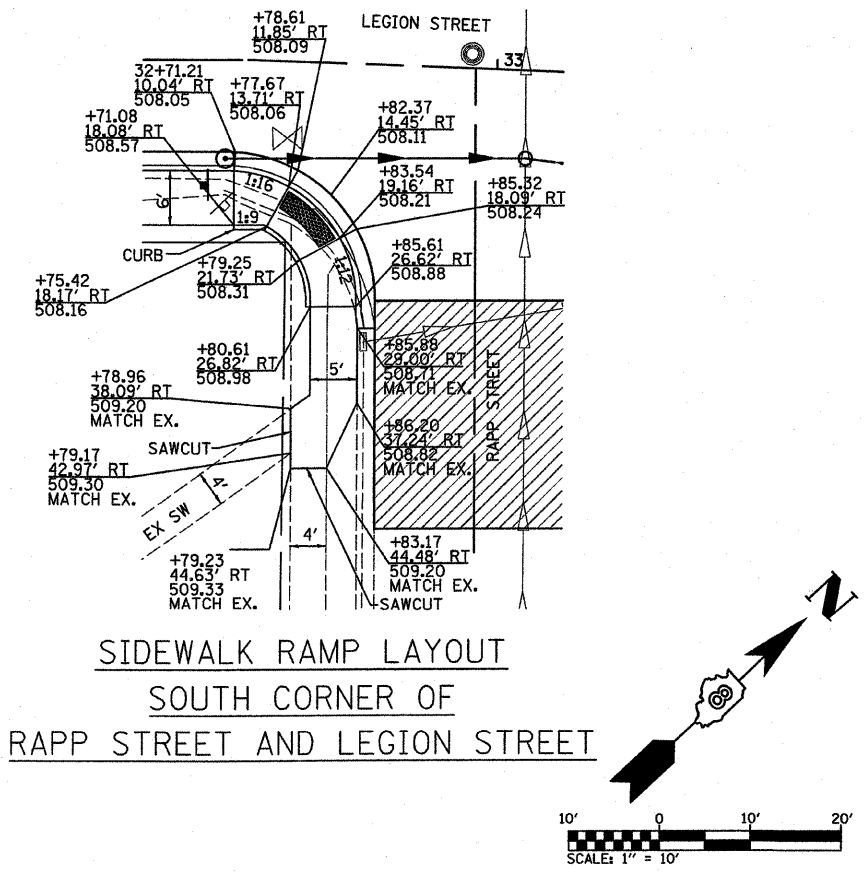 LEGION STREET
+78.61
11.85' RT
508.09
33
32+71.21
10.04' RT
508.05
+77.67
13.71' RT
508.06
+71.08
18.08' RT
508.57
+82.37
14.45' RT
508.11
+83.54
19.16' RT
508.21
+85.32
18.09' RT
508.24
1:16
6'
1:9
CURB
1:12
+79.25
21.73' RT
508.31
+85.61
26.62' RT
508.88
+75.42
18.17' RT
508.16
+80.61
26.82' RT
508.98
5'
+85.88
29.00' RT
508.71
MATCH EX.
RAPP STREET
+78.96
38.09' RT
509.20
MATCH EX.
SAWCUT
+86.20
37.24' RT
508.82
MATCH EX.
+79.17
42.97' RT
509.30
MATCH EX.
4'
EX SW
4'
+79.23
44.63' RT
509.33
MATCH EX.
+83.17
44.48' RT
509.20
MATCH EX.
SAWCUT
SIDEWALK RAMP LAYOUT
SOUTH CORNER OF
RAPP STREET AND LEGION STREET
N
10' 0 10' 20'
SCALE: 1" = 10'